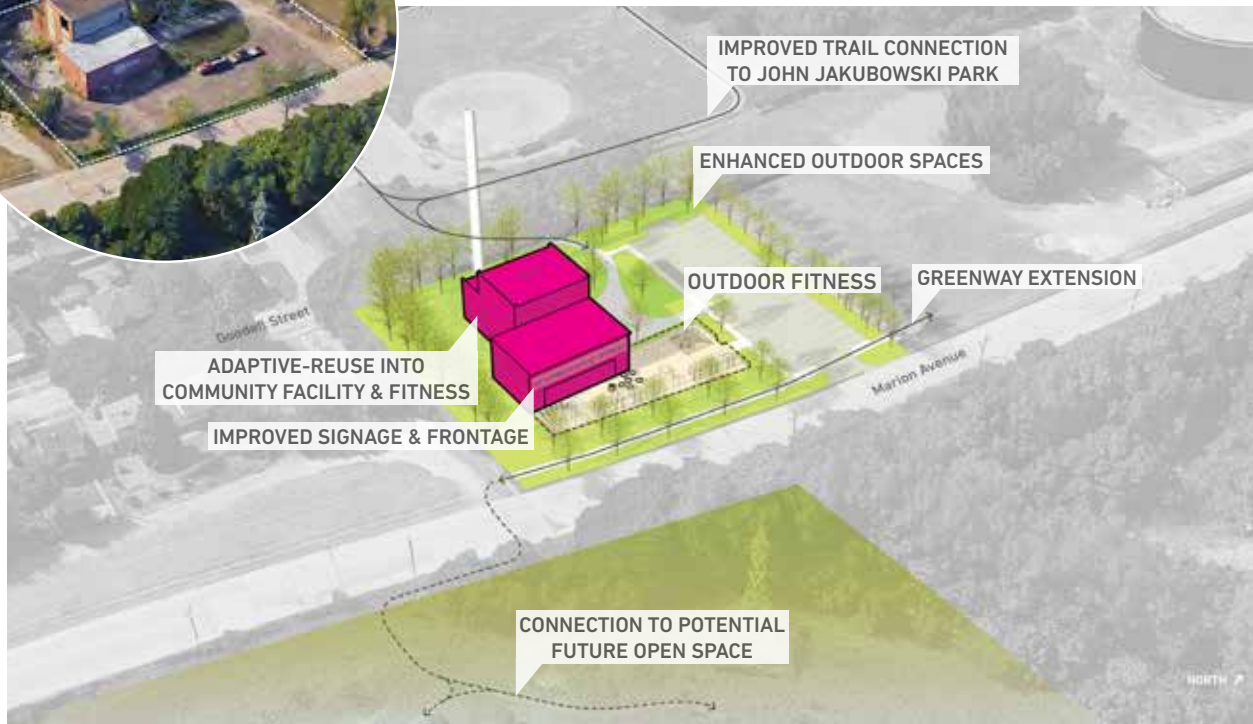 IMPROVED TRAIL CONNECTION
TO JOHN JAKUBOWSKI PARK
ENHANCED OUTDOOR SPACES
OUTDOOR FITNESS
GREENWAY EXTENSION
Goodell Street
ADAPTIVE-REUSE INTO
COMMUNITY FACILITY & FITNESS
Marion Avenue
IMPROVED SIGNAGE & FRONTAGE
CONNECTION TO POTENTIAL
FUTURE OPEN SPACE
NORTH ↗